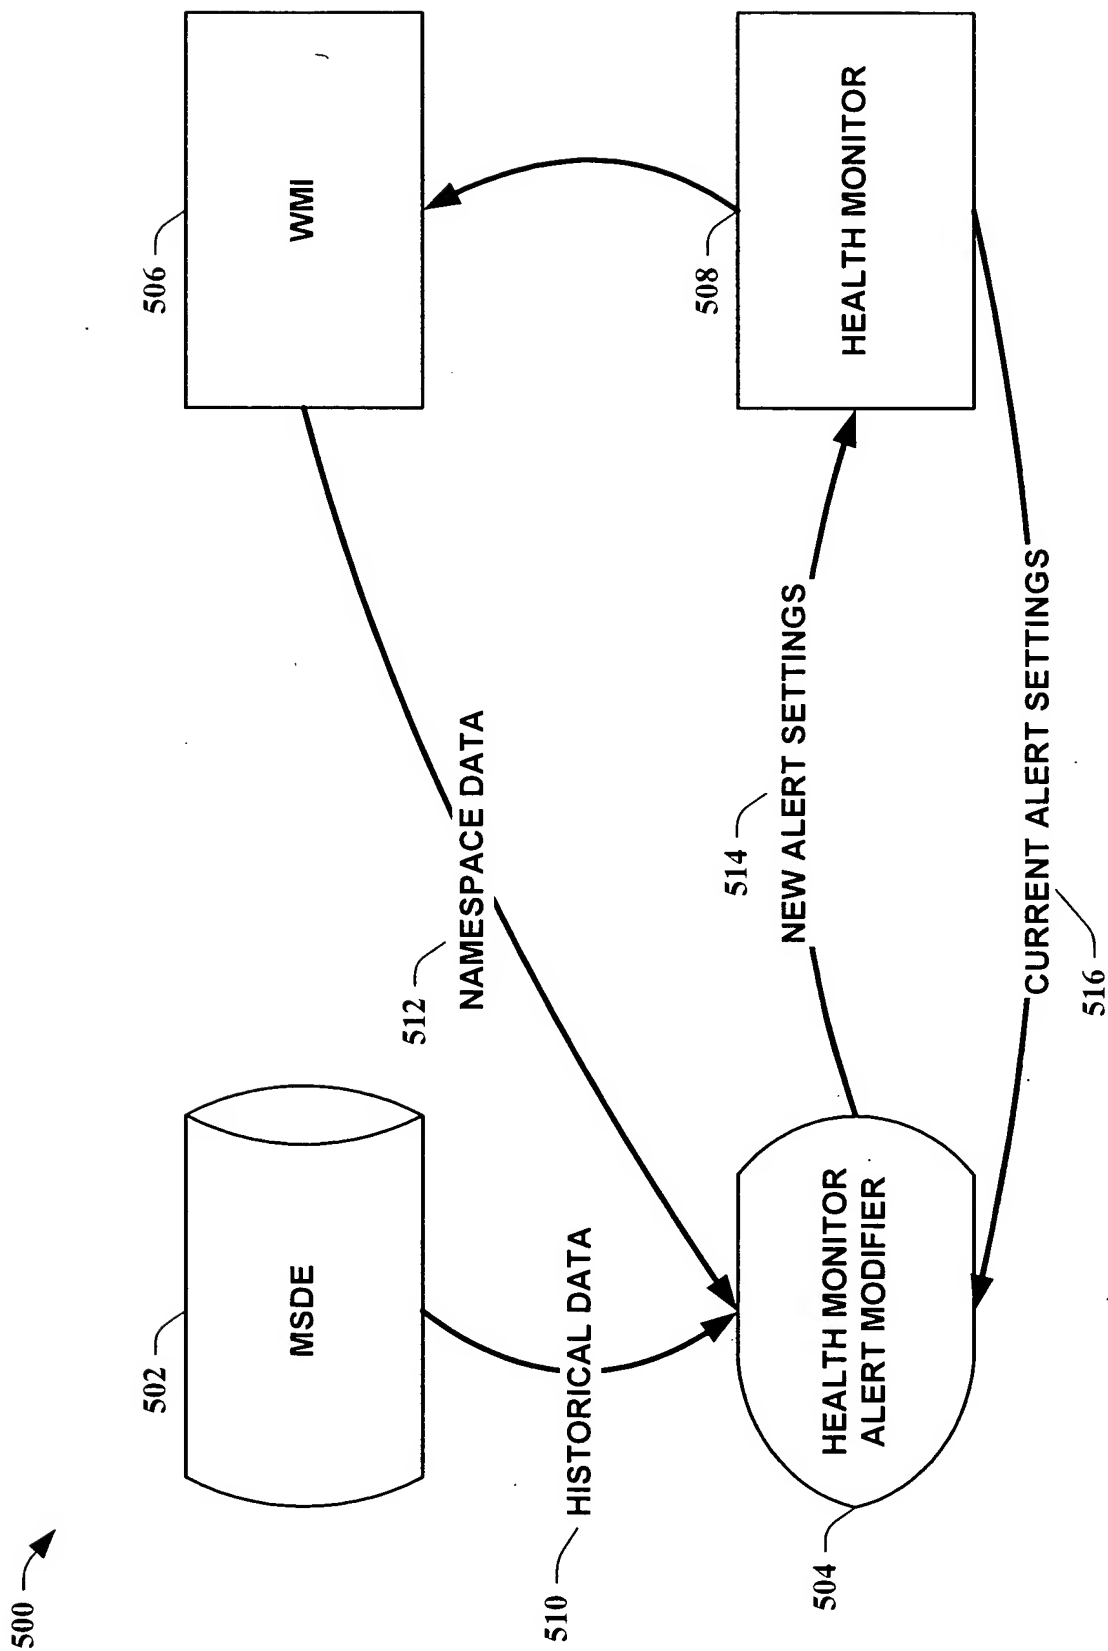 500
502
MSDE
506
WMI
510
HISTORICAL DATA
512
NAMESPACE DATA
504
HEALTH MONITOR
ALERT MODIFIER
514
NEW ALERT SETTINGS
508
HEALTH MONITOR
CURRENT ALERT SETTINGS
516